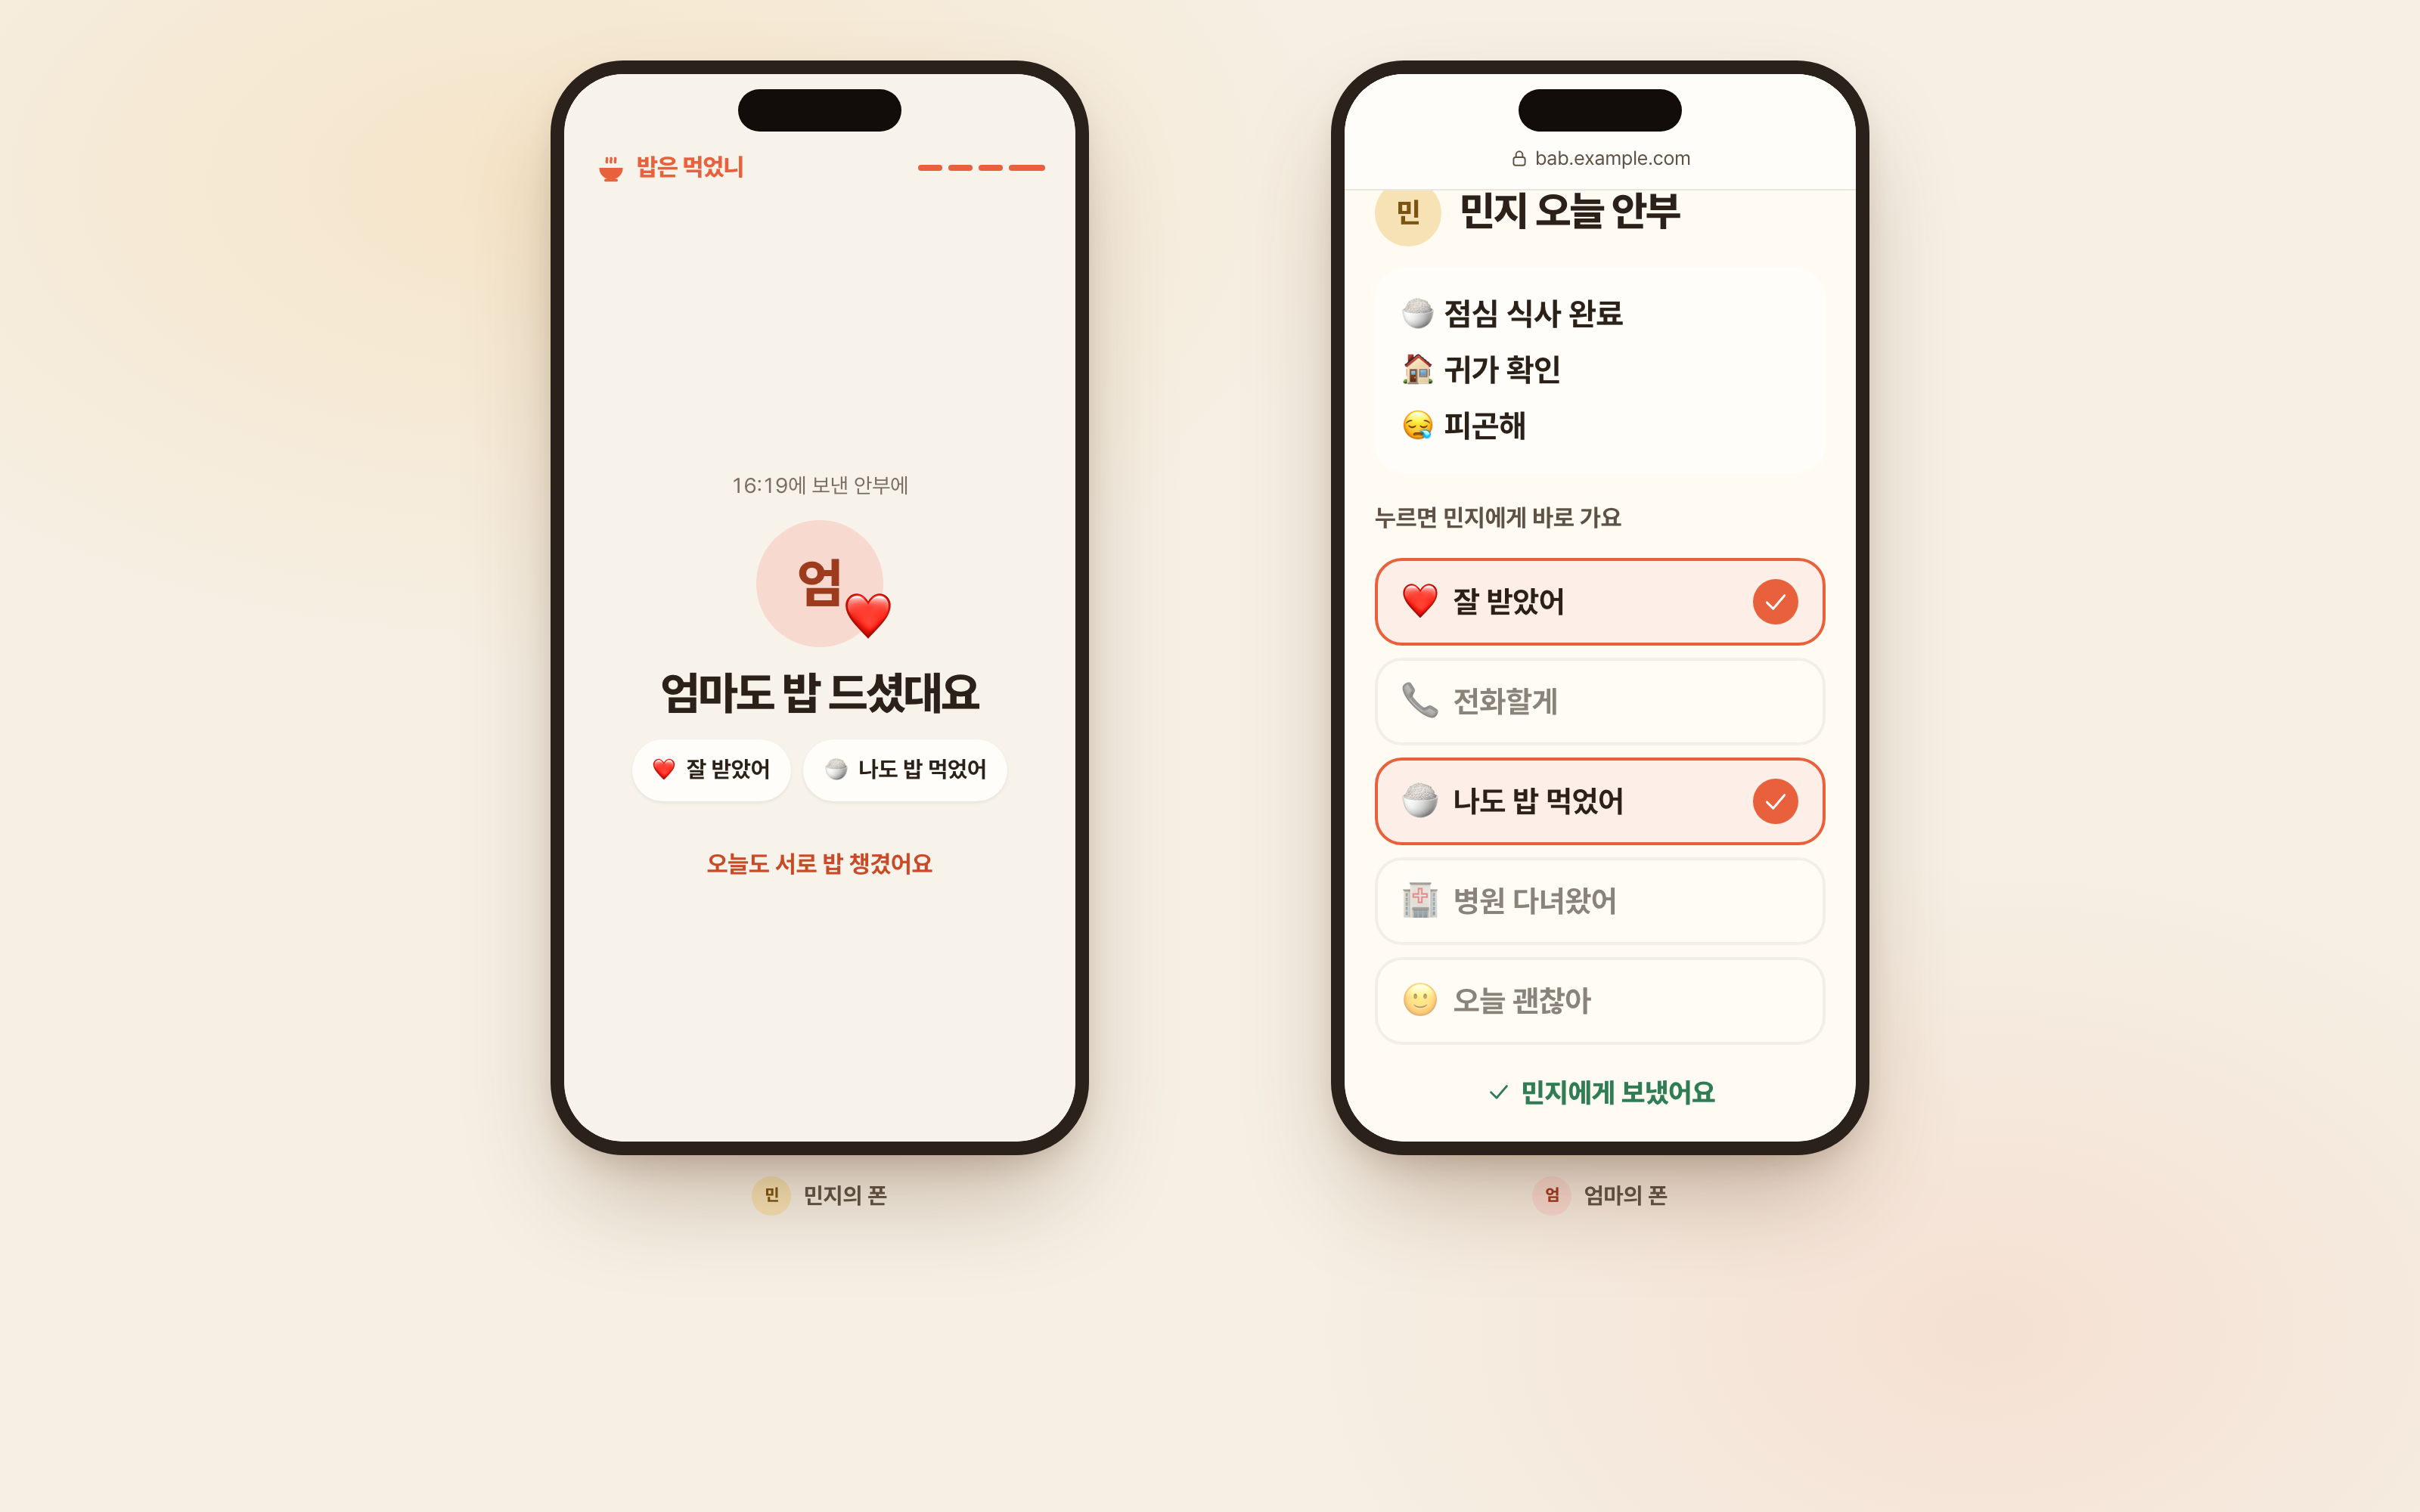 밥은 먹었니
16:19에 보낸 안부에
엄
엄마도 밥 드셨대요
잘 받았어
나도 밥 먹었어
오늘도 서로 밥 챙겼어요
민 민지의 폰
bab.example.com
민 민지 오늘 안부
점심 식사 완료
귀가 확인
피곤해
누르면 민지에게 바로 가요
잘 받았어
전화할게
나도 밥 먹었어
병원 다녀왔어
오늘 괜찮아
민지에게 보냈어요
엄 엄마의 폰